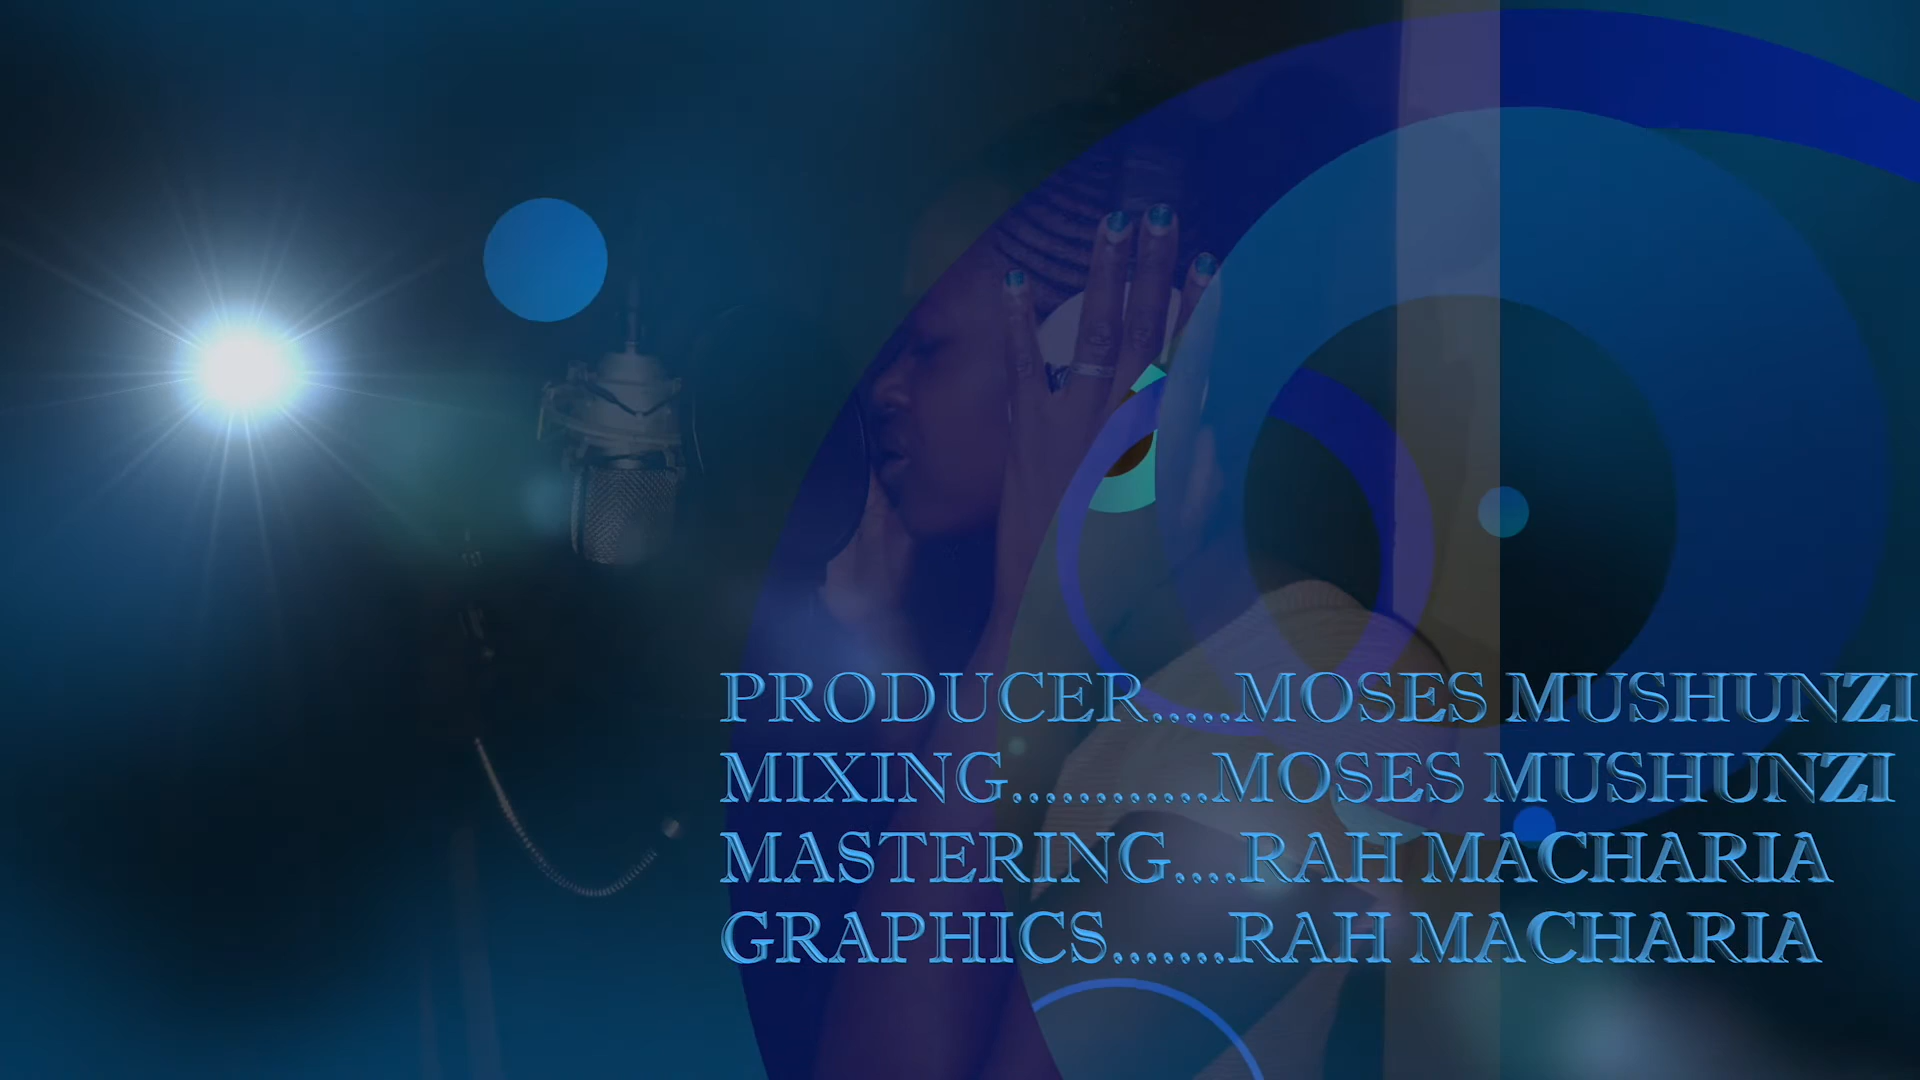 PRODUCER.....MOSES MUSHUNZI
MIXING............MOSES MUSHUNZI
MASTERING....RAH MACHARIA
GRAPHICS.......RAH MACHARIA